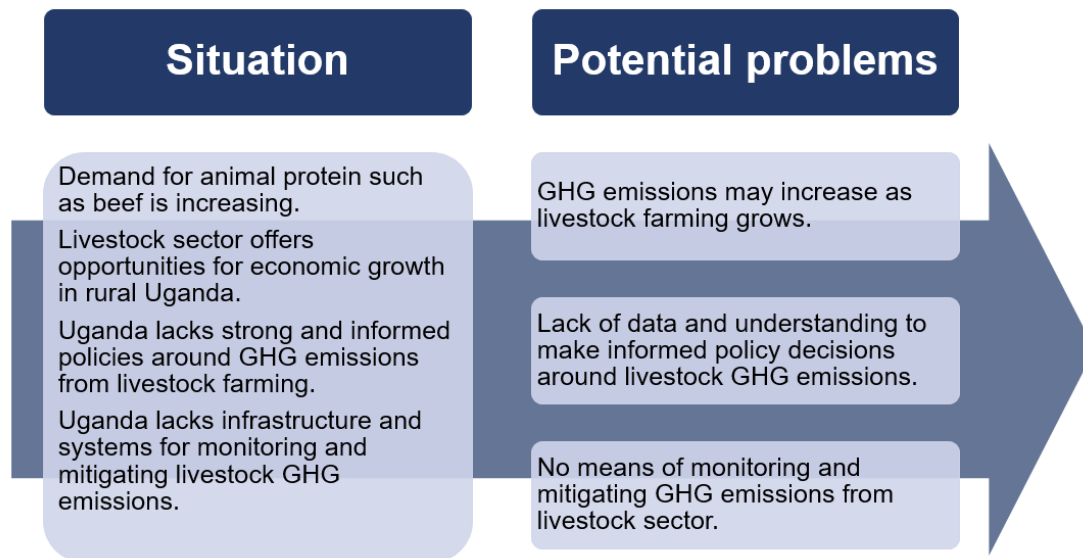 Situation
Demand for animal protein such
as beef is increasing.
Livestock sector offers
opportunities for economic growth
in rural Uganda.
Uganda lacks strong and informed
policies around GHG emissions
from livestock farming.
Uganda lacks infrastructure and
systems for monitoring and
mitigating livestock GHG
emissions.
Potential problems
GHG emissions may increase as
livestock farming grows.
Lack of data and understanding to
make informed policy decisions
around livestock GHG emissions.
No means of monitoring and
mitigating GHG emissions from
livestock sector.